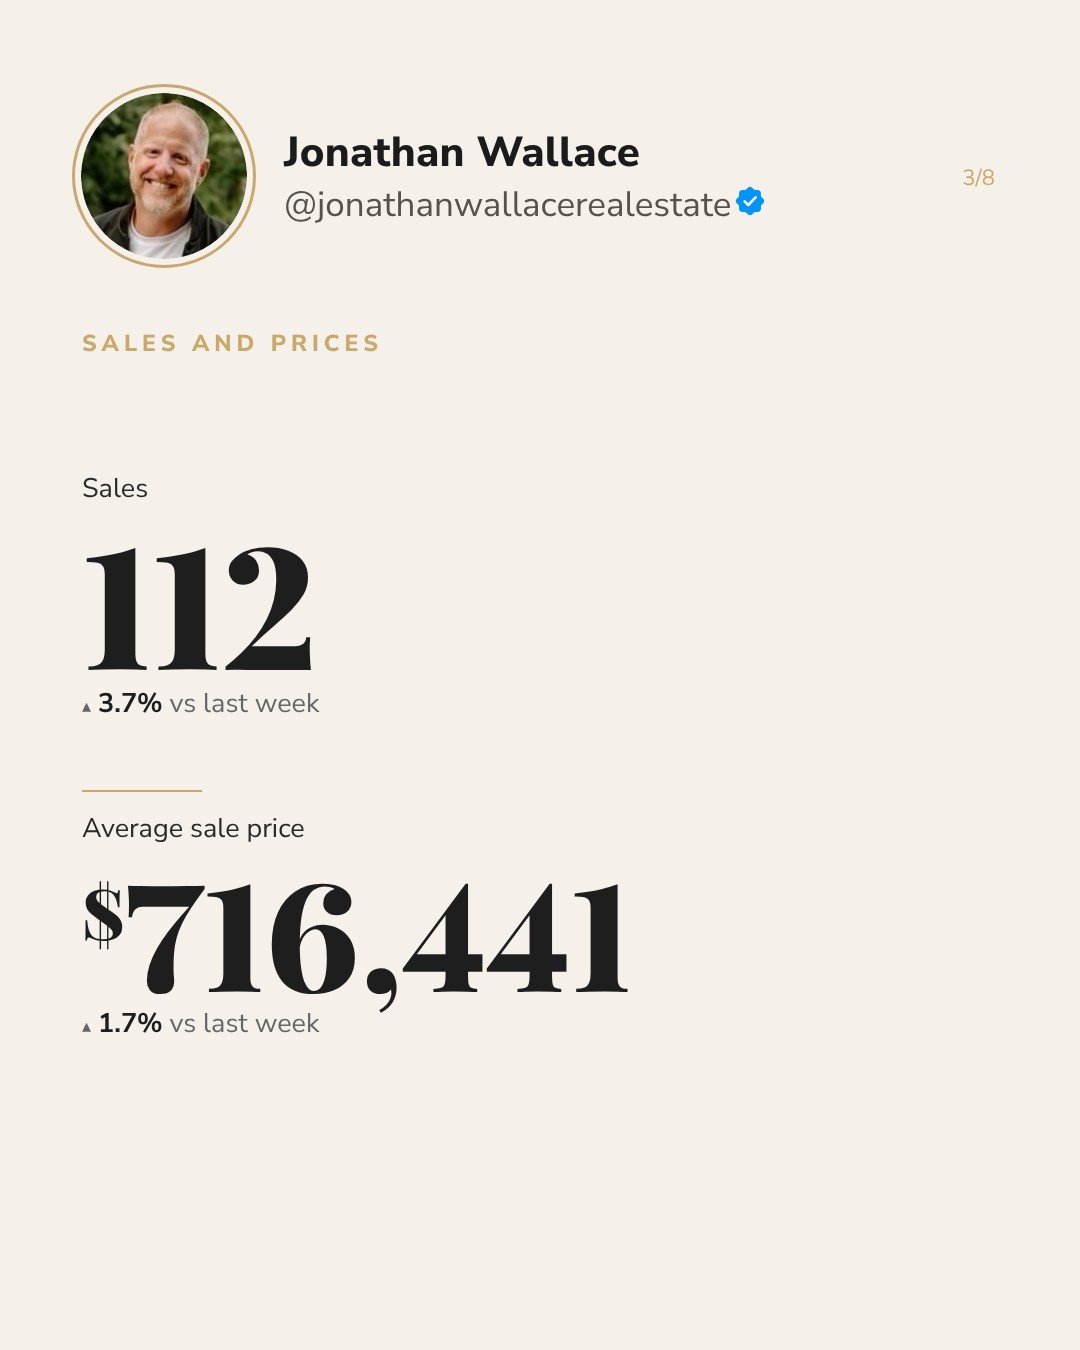 Jonathan Wallace
@jonathanwallacerealestate
3/8
SALES AND PRICES
Sales
112
▲ 3.7% vs last week
Average sale price
$716,441
▲ 1.7% vs last week